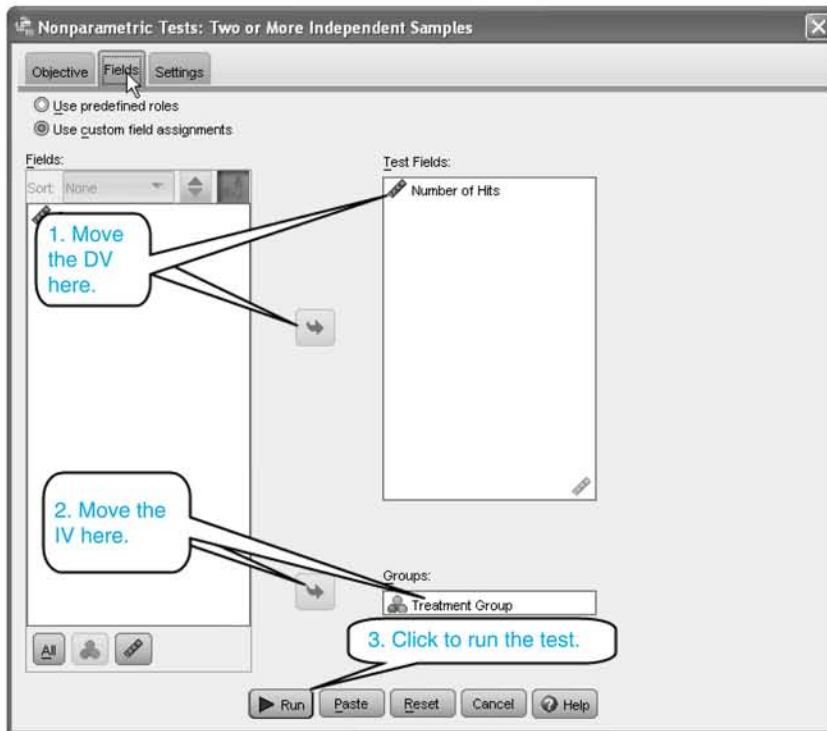 Nonparametric Tests: Two or More Independent Samples
Objective Fields Settings
Use predefined roles
Use custom field assignments
Fields:
Sort: None
Test Fields:
Number of Hits
1. Move
the DV
here.
2. Move the
IV here.
Groups:
Treatment Group
3. Click to run the test.
All
Run Paste Reset Cancel Help